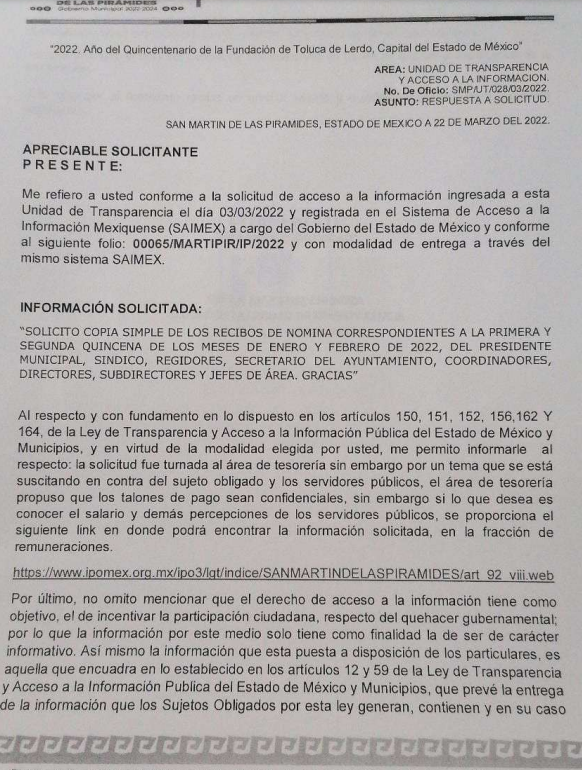 DE LAS PIRÁMIDES
Gobierno Municipal 2022-2024
"2022. Año del Quincentenario de la Fundación de Toluca de Lerdo, Capital del Estado de México"
AREA: UNIDAD DE TRANSPARENCIA
Y ACCESO A LA INFORMACION.
No. De Oficio: SMP/UT/028/03/2022.
ASUNTO: RESPUESTA A SOLICITUD.
SAN MARTIN DE LAS PIRAMIDES, ESTADO DE MEXICO A 22 DE MARZO DEL 2022.
APRECIABLE SOLICITANTE
P R E S E N T E:
Me refiero a usted conforme a la solicitud de acceso a la información ingresada a esta
Unidad de Transparencia el día 03/03/2022 y registrada en el Sistema de Acceso a la
Información Mexiquense (SAIMEX) a cargo del Gobierno del Estado de México y conforme
al siguiente folio: 00065/MARTIPIR/IP/2022 y con modalidad de entrega a través del
mismo sistema SAIMEX.
INFORMACIÓN SOLICITADA:
"SOLICITO COPIA SIMPLE DE LOS RECIBOS DE NOMINA CORRESPONDIENTES A LA PRIMERA Y
SEGUNDA QUINCENA DE LOS MESES DE ENERO Y FEBRERO DE 2022, DEL PRESIDENTE
MUNICIPAL, SINDICO, REGIDORES, SECRETARIO DEL AYUNTAMIENTO, COORDINADORES,
DIRECTORES, SUBDIRECTORES Y JEFES DE ÁREA. GRACIAS"
Al respecto y con fundamento en lo dispuesto en los artículos 150, 151, 152, 156,162 Y
164, de la Ley de Transparencia y Acceso a la Información Pública del Estado de México y
Municipios, y en virtud de la modalidad elegida por usted, me permito informarle al
respecto: la solicitud fue turnada al área de tesorería sin embargo por un tema que se está
suscitando en contra del sujeto obligado y los servidores públicos, el área de tesorería
propuso que los talones de pago sean confidenciales, sin embargo si lo que desea es
conocer el salario y demás percepciones de los servidores públicos, se proporciona el
siguiente link en donde podrá encontrar la información solicitada, en la fracción de
remuneraciones.
https://www.ipomex.org.mx/ipo3/lgt/indice/SANMARTINDELASPIRAMIDES/art_92_viii.web
Por último, no omito mencionar que el derecho de acceso a la información tiene como
objetivo, el de incentivar la participación ciudadana, respecto del quehacer gubernamental;
por lo que la información por este medio solo tiene como finalidad la de ser de carácter
informativo. Así mismo la información que esta puesta a disposición de los particulares, es
aquella que encuadra en lo establecido en los artículos 12 y 59 de la Ley de Transparencia
y Acceso a la Información Publica del Estado de México y Municipios, que prevé la entrega
de la información que los Sujetos Obligados por esta ley generan, contienen y en su caso